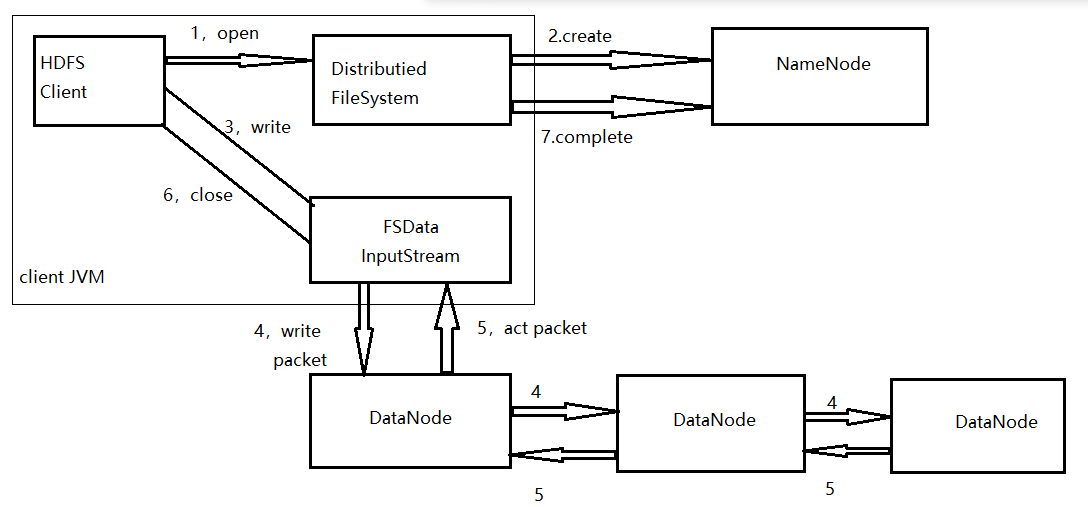 1，open
2.create
HDFS
Client
Distributied
FileSystem
NameNode
3，write
7.complete
6，close
FSData
InputStream
client JVM
4，write
packet
5，act packet
DataNode
4
DataNode
4
DataNode
5
5